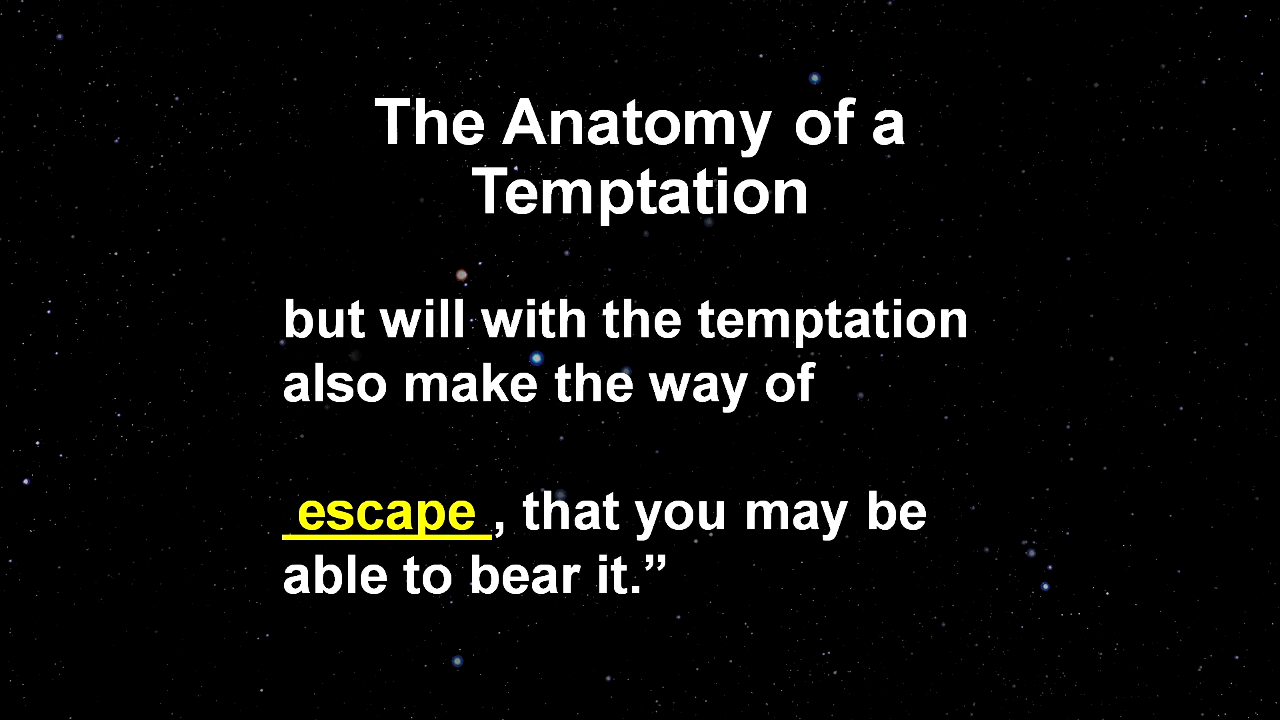 The Anatomy of a
Temptation
but will with the temptation
also make the way of
escape, that you may be
able to bear it.”